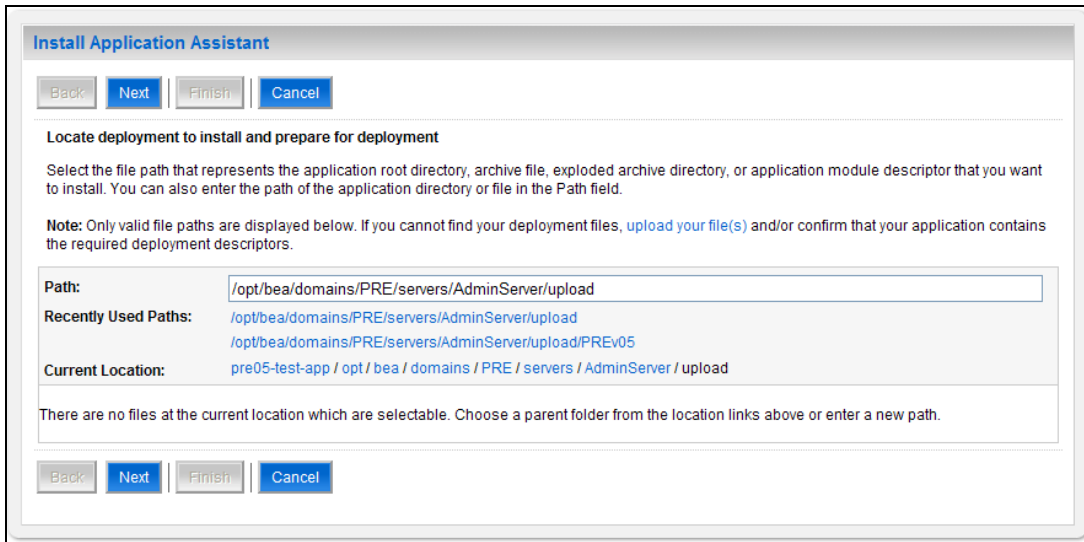 Install Application Assistant
Back Next Finish Cancel
Locate deployment to install and prepare for deployment
Select the file path that represents the application root directory, archive file, exploded archive directory, or application module descriptor that you want
to install. You can also enter the path of the application directory or file in the Path field.
Note: Only valid file paths are displayed below. If you cannot find your deployment files, upload your file(s) and/or confirm that your application contains
the required deployment descriptors.
Path: /opt/bea/domains/PRE/servers/AdminServer/upload
Recently Used Paths: /opt/bea/domains/PRE/servers/AdminServer/upload
/opt/bea/domains/PRE/servers/AdminServer/upload/PREv05
Current Location: pre05-test-app / opt / bea / domains / PRE / servers / AdminServer / upload
There are no files at the current location which are selectable. Choose a parent folder from the location links above or enter a new path.
Back Next Finish Cancel